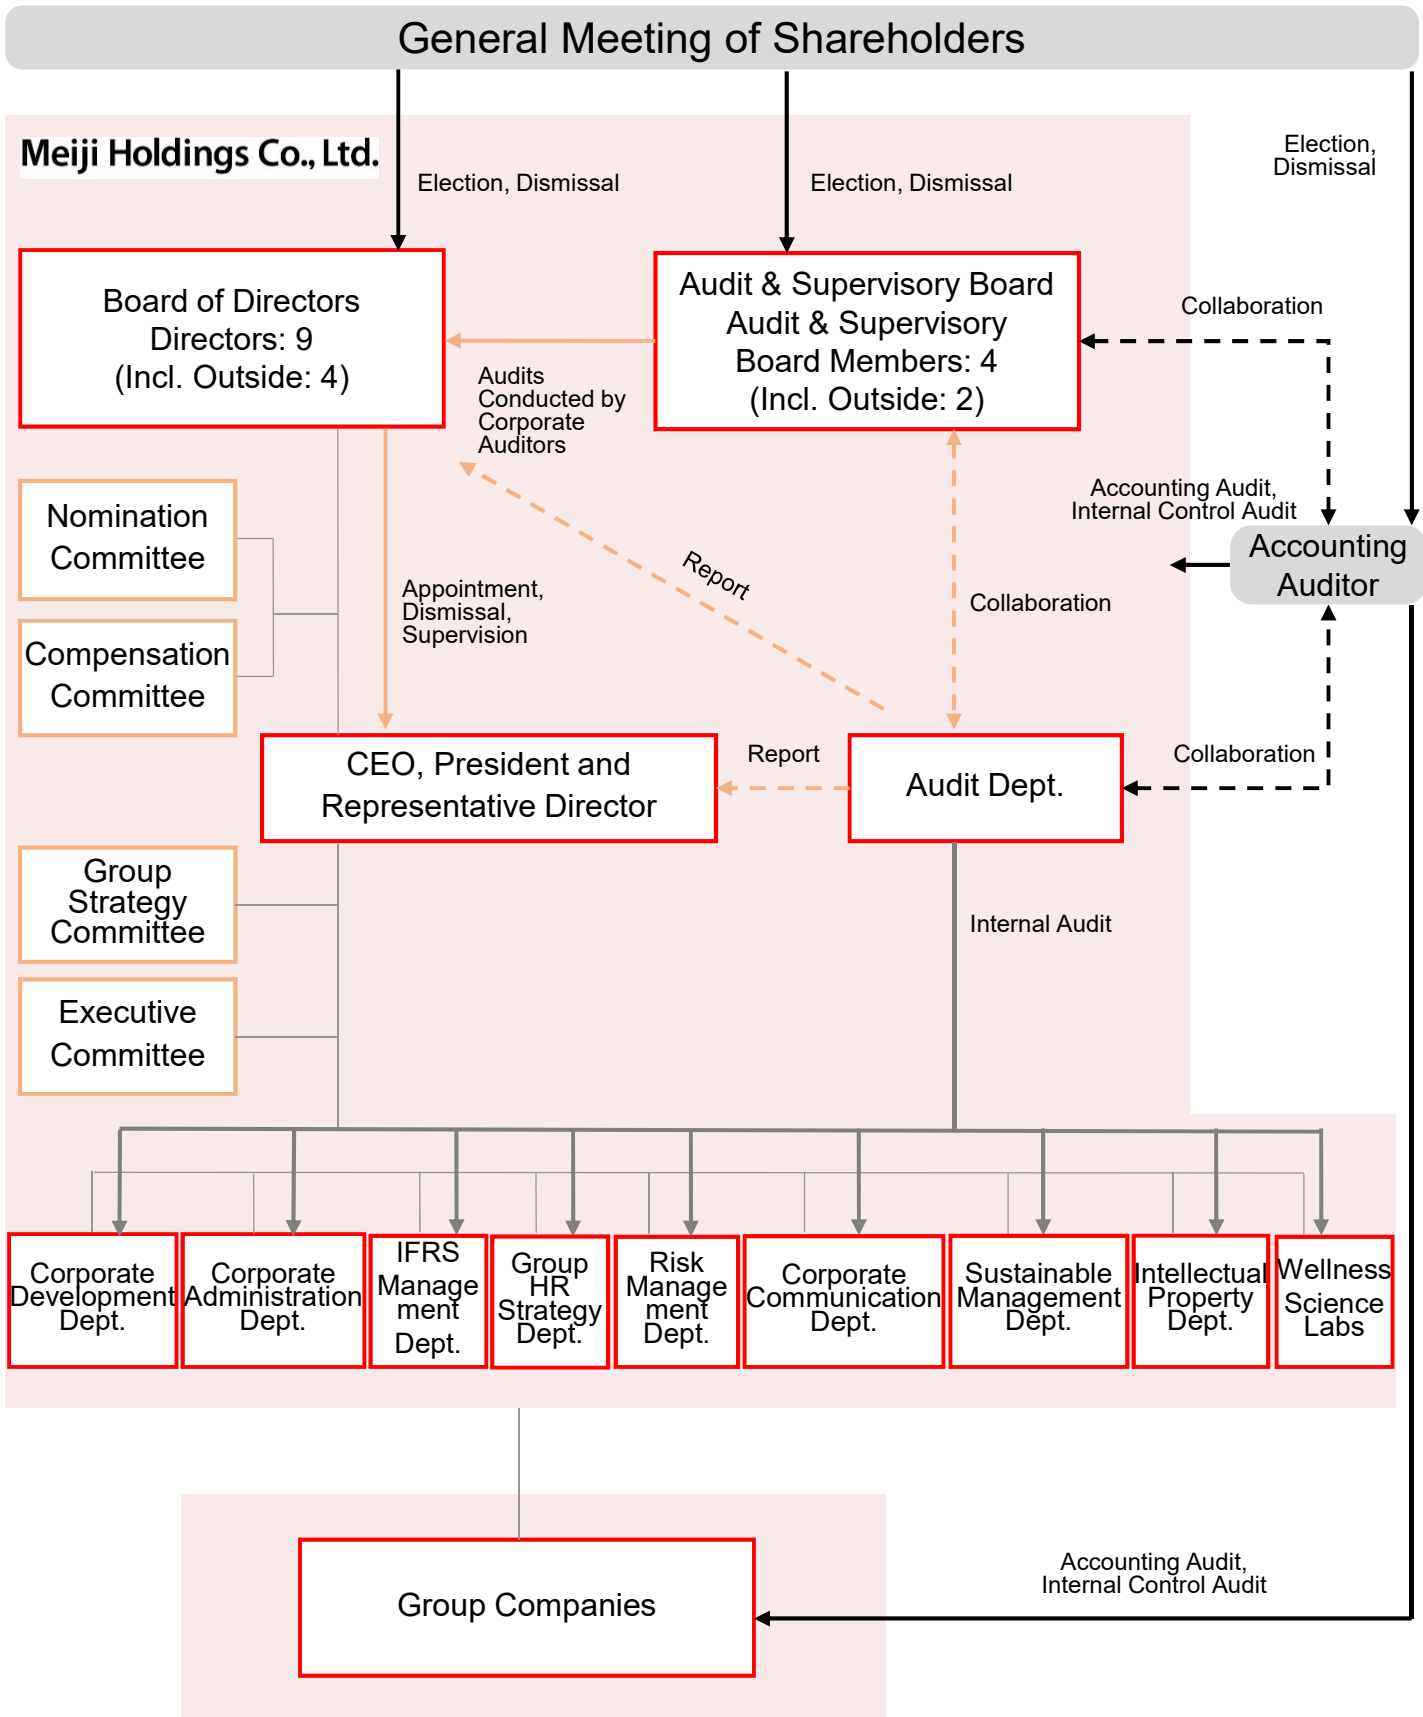 General Meeting of Shareholders
Meiji Holdings Co., Ltd.
Election, Dismissal
Election, Dismissal
Election,
Dismissal
Board of Directors
Directors: 9
(Incl. Outside: 4)
Audit & Supervisory Board
Audit & Supervisory
Board Members: 4
(Incl. Outside: 2)
Collaboration
Audits
Conducted by
Corporate
Auditors
Nomination
Committee
Compensation
Committee
Appointment,
Dismissal,
Supervision
Report
Collaboration
Accounting Audit,
Internal Control Audit
Accounting
Auditor
CEO, President and
Representative Director
Report
Audit Dept.
Collaboration
Group
Strategy
Committee
Executive
Committee
Internal Audit
Corporate
Development
Dept.
Corporate
Administration
Dept.
IFRS
Manage
ment
Dept.
Group
HR
Strategy
Dept.
Risk
Manage
ment
Dept.
Corporate
Communication
Dept.
Sustainable
Management
Dept.
Intellectual
Property
Dept.
Wellness
Science
Labs
Group Companies
Accounting Audit,
Internal Control Audit